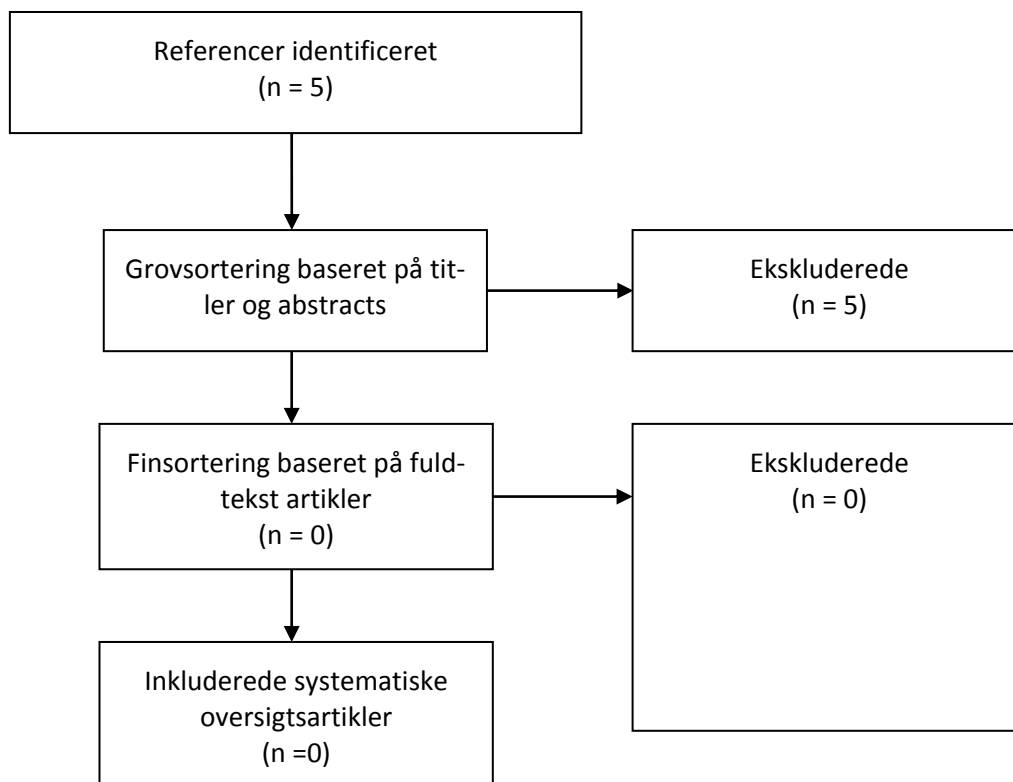 Referencer identificeret
(n = 5)
Grovsortering baseret på tit-
ler og abstracts
Ekskluderede
(n = 5)
Finsortering baseret på fuld-
tekst artikler
(n = 0)
Ekskluderede
(n = 0)
Inkluderede systematiske
oversigtsartikler
(n =0)